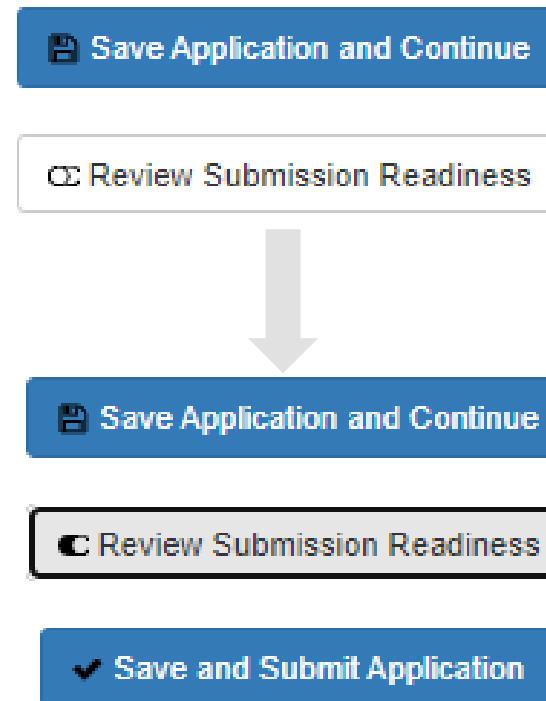 Save Application and Continue
Review Submission Readiness
Save Application and Continue
Review Submission Readiness
Save and Submit Application